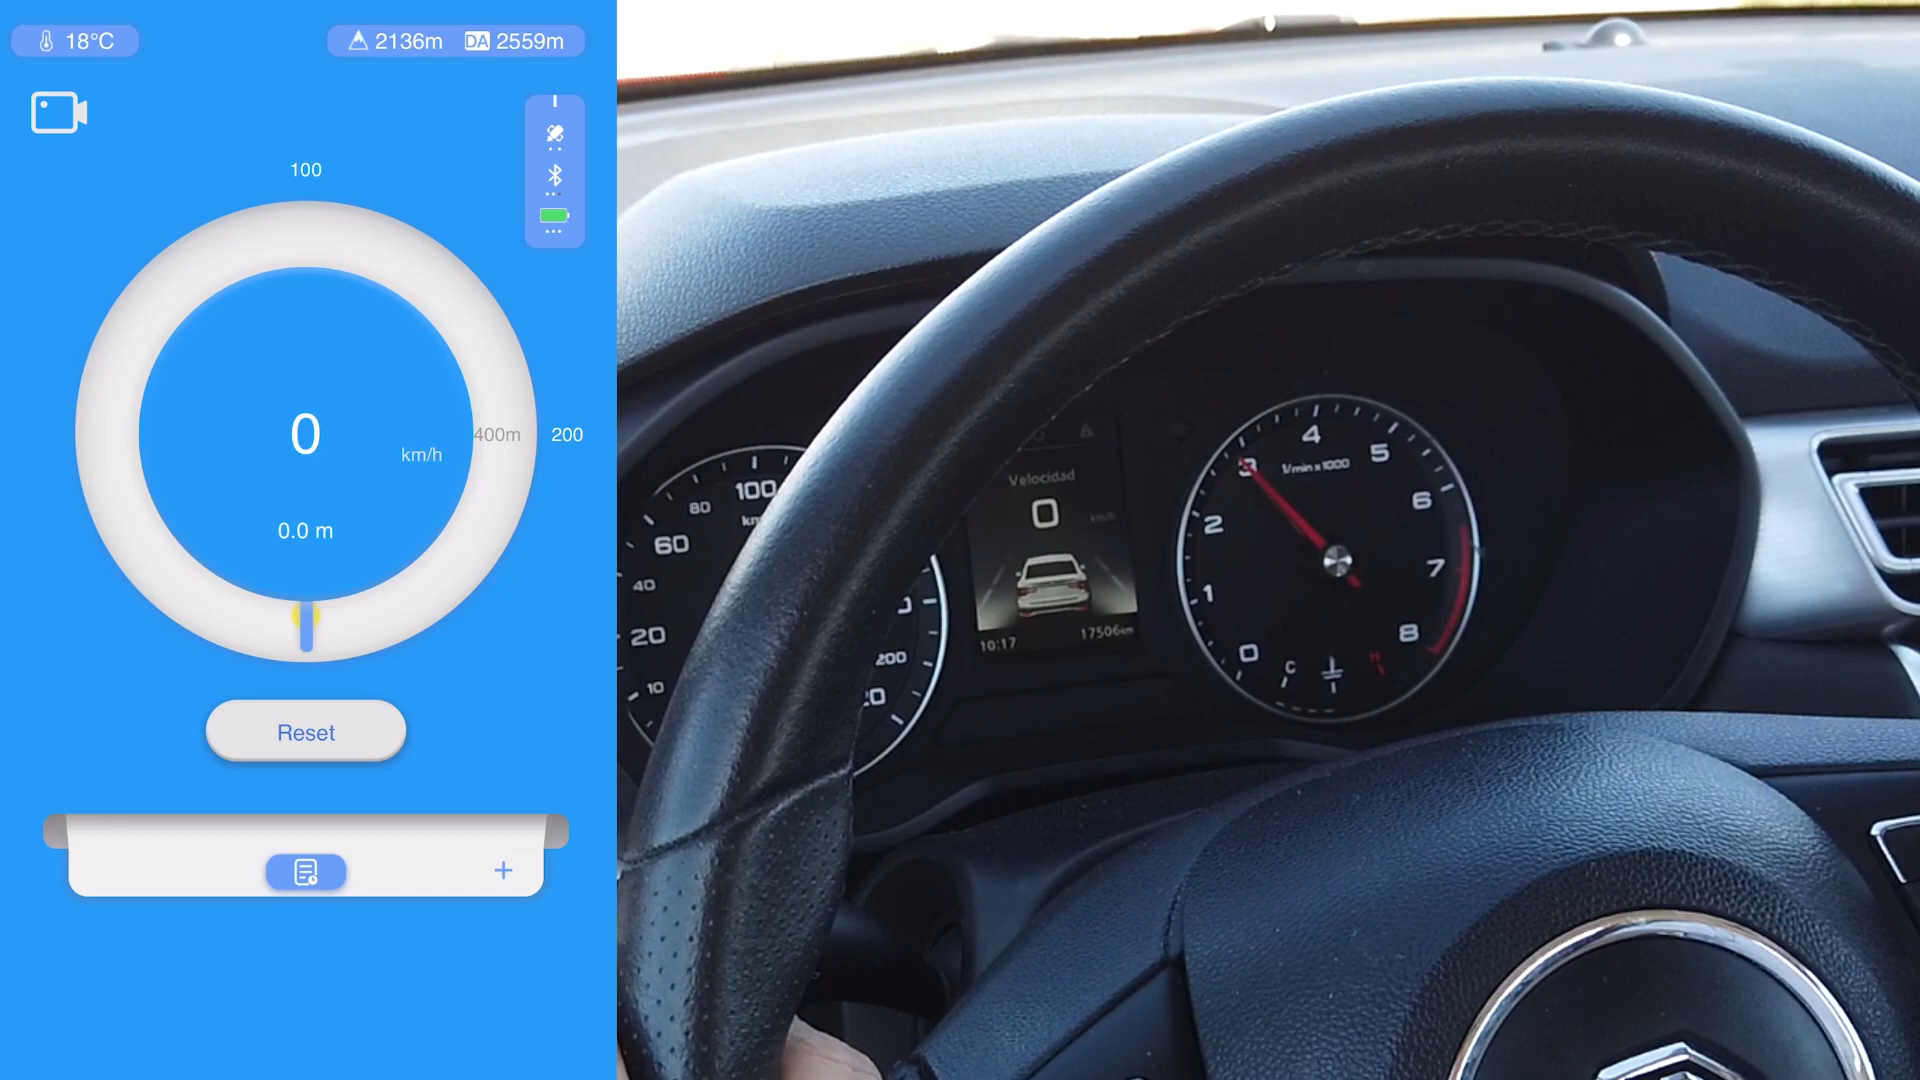 18°C
2136m DA 2559m
100
0
km/h
400m
200
0.0 m
Reset
+
100
80
60
40
20
10
200
Velocidad
0
km/h
10:17
17506km
1/min x 1000
0
1
2
3
4
5
6
7
8
C
H